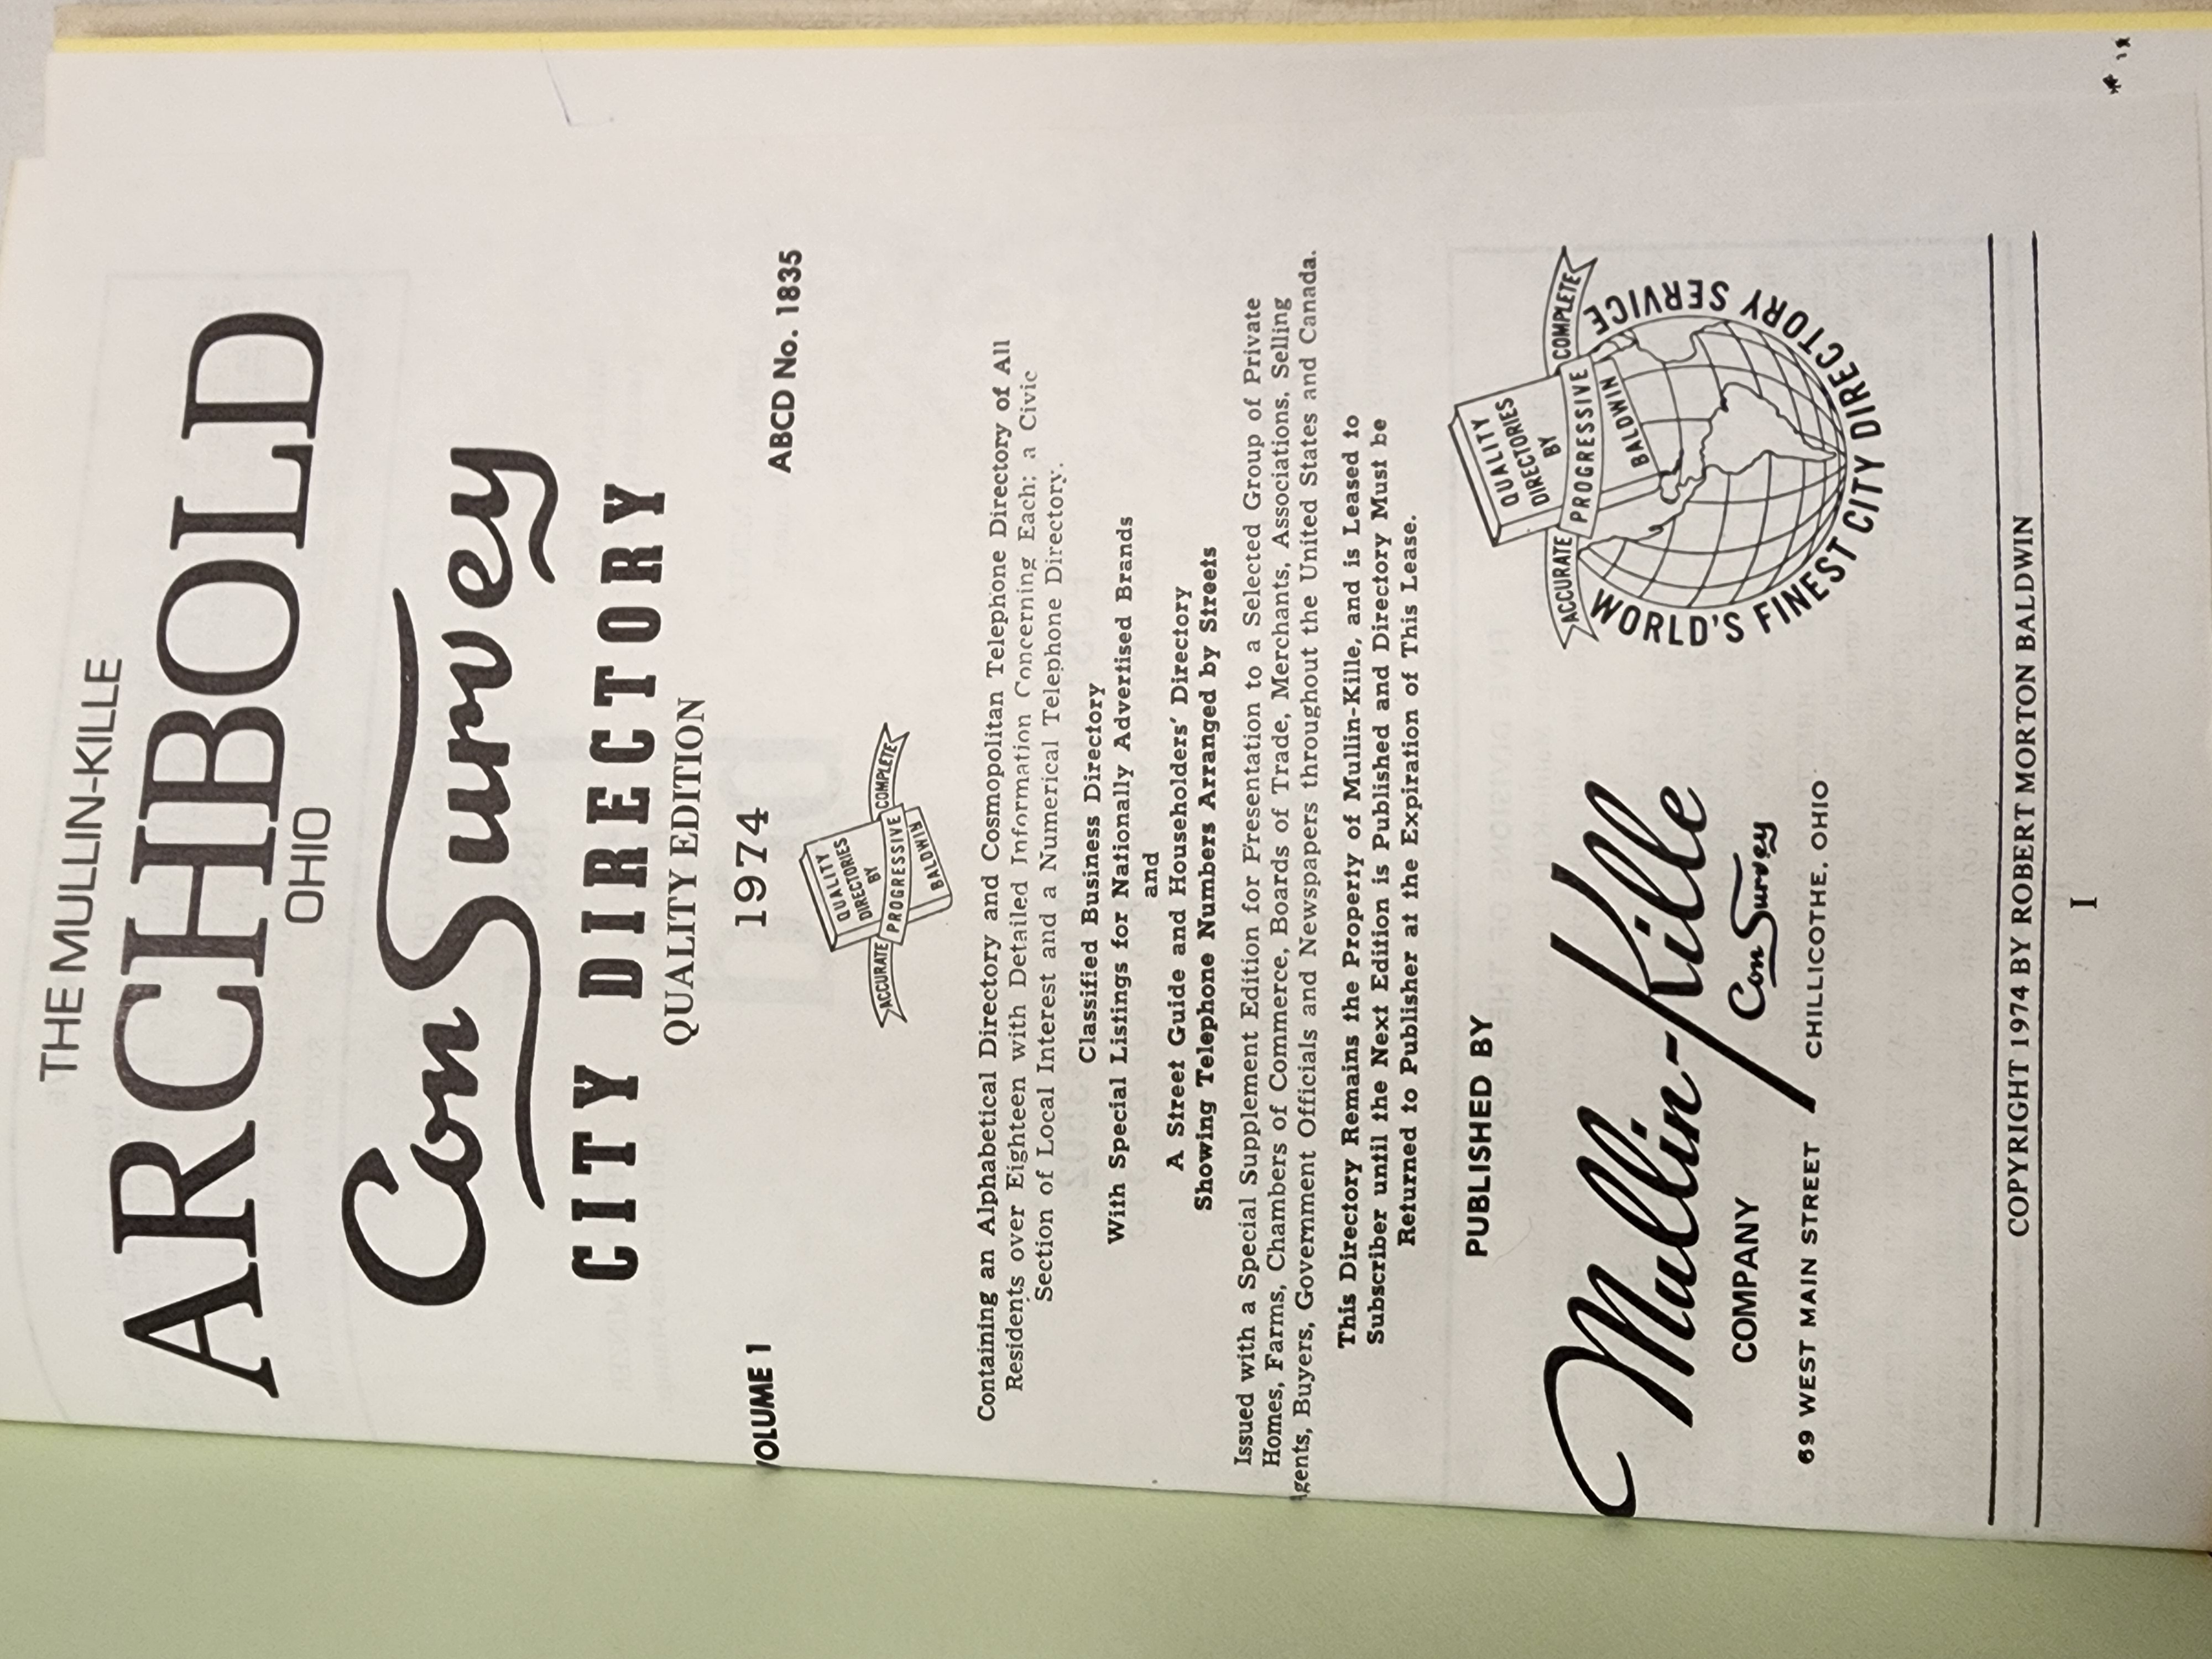 THE MULLIN-KILLE
ARCHBOLD
OHIO
Con Survey
CITY DIRECTORY
QUALITY EDITION
VOLUME 1
1974
ABCD No. 1835
QUALITY
DIRECTORIES
BY
ACCURATE PROGRESSIVE COMPLETE
BALDWIN
Containing an Alphabetical Directory and Cosmopolitan Telephone Directory of All
Residents over Eighteen with Detailed Information Concerning Each; a Civic
Section of Local Interest and a Numerical Telephone Directory.
Classified Business Directory
With Special Listings for Nationally Advertised Brands
and
A Street Guide and Householders' Directory
Showing Telephone Numbers Arranged by Streets
Issued with a Special Supplement Edition for Presentation to a Selected Group of Private
Homes, Farms, Chambers of Commerce, Boards of Trade, Merchants, Associations, Selling
Agents, Buyers, Government Officials and Newspapers throughout the United States and Canada.
This Directory Remains the Property of Mullin-Kille, and is Leased to
Subscriber until the Next Edition is Published and Directory Must be
Returned to Publisher at the Expiration of This Lease.
PUBLISHED BY
Mullin-Kille
COMPANY
Con Survey
69 WEST MAIN STREET
CHILLICOTHE, OHIO
QUALITY
DIRECTORIES
BY
ACCURATE PROGRESSIVE COMPLETE
BALDWIN
WORLD'S FINEST CITY DIRECTORY SERVICE
COPYRIGHT 1974 BY ROBERT MORTON BALDWIN
I